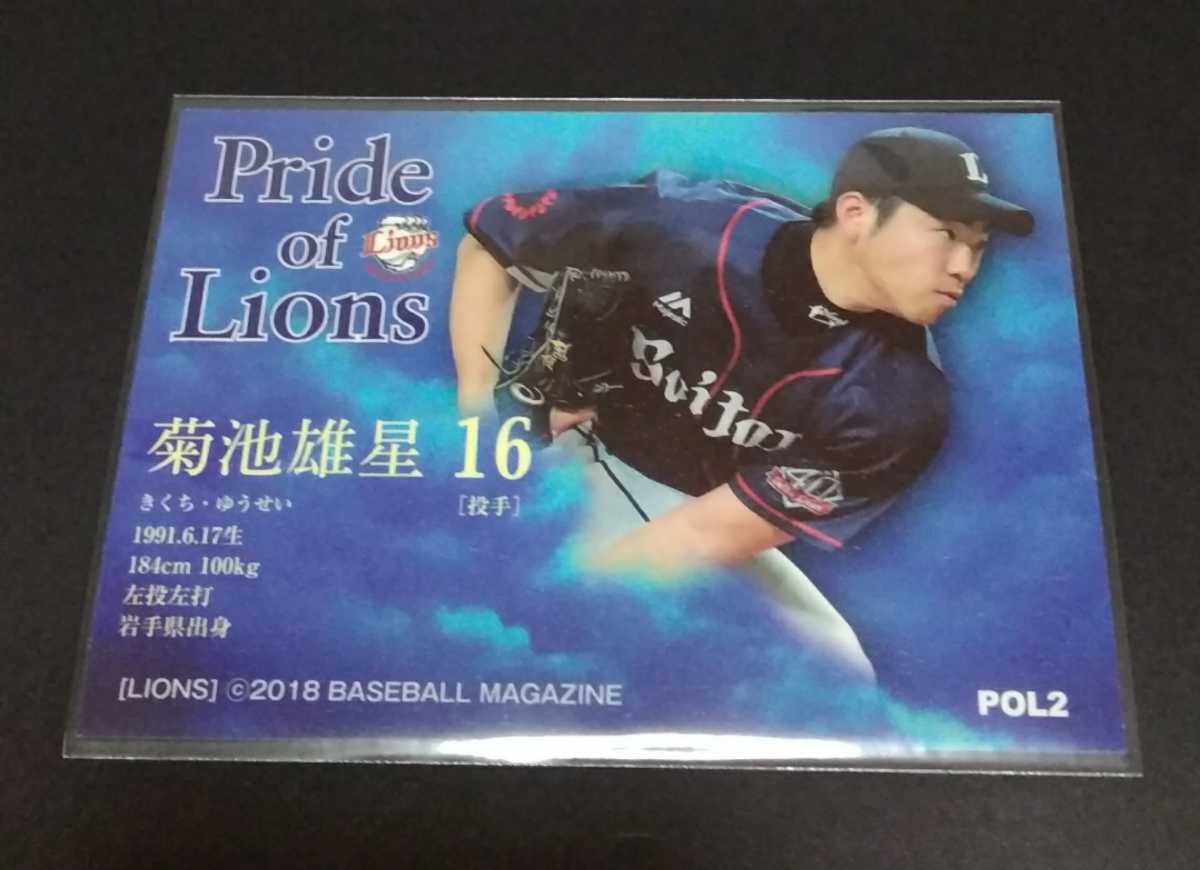 Pride
of
Lions
Lions
L
Majestic
Seibu
菊池雄星 16
きくち・ゆうせい [投手]
1991.6.17生
184cm 100kg
左投左打
岩手県出身
[LIONS] ©2018 BASEBALL MAGAZINE
POL2